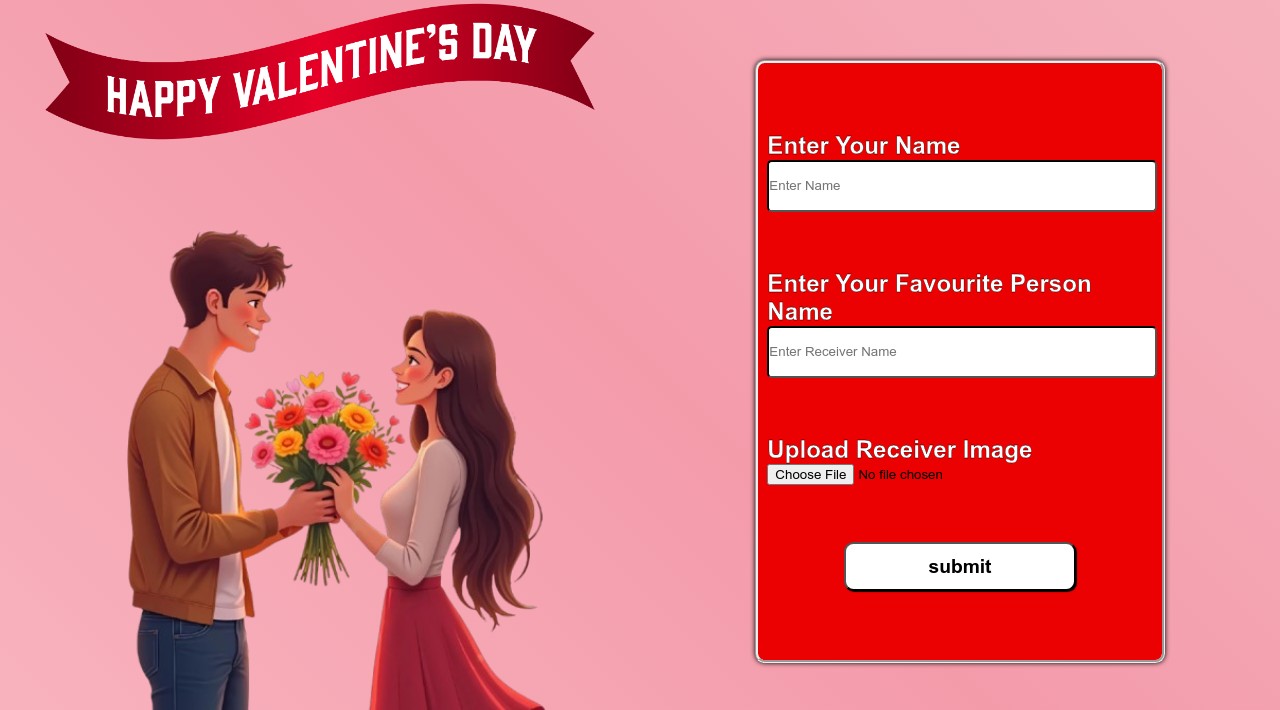 HAPPY VALENTINE'S DAY
Enter Your Name
Enter Name
Enter Your Favourite Person
Name
Enter Receiver Name
Upload Receiver Image
Choose File No file chosen
submit